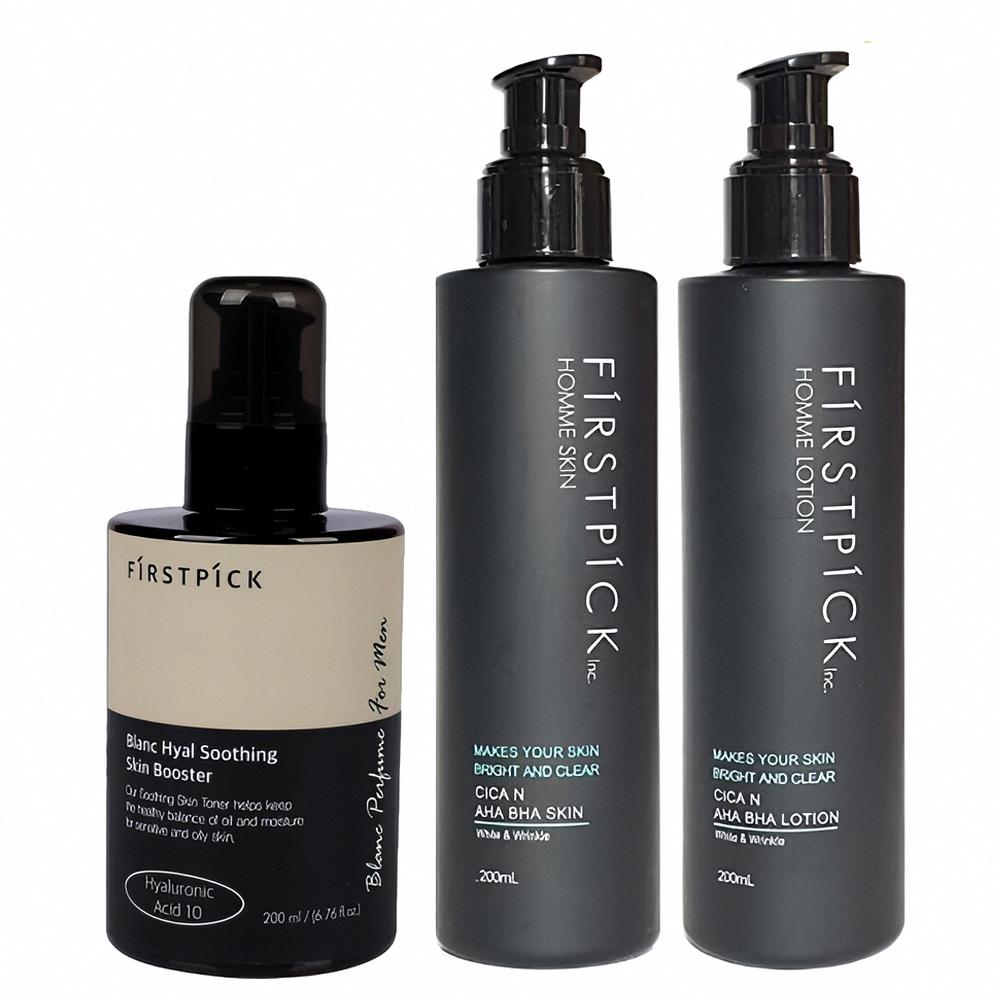 FiRSTPiCK
Blanc Hyal Soothing
Skin Booster
Our Soothing Skin Toner helps keep
the healthy balance of oil and moisture
for sensitive and oily skin.
Hyaluronic
Acid 10
200 ml / (6.76 fl.oz)
Blanc Perfume For Men
FiRSTPiCK Inc.
HOMME SKIN
MAKES YOUR SKIN
BRIGHT AND CLEAR
CICA N
AHA BHA SKIN
White & Wrinkle
200mL
FiRSTPiCK Inc.
HOMME LOTION
MAKES YOUR SKIN
BRIGHT AND CLEAR
CICA N
AHA BHA LOTION
White & Wrinkle
200mL